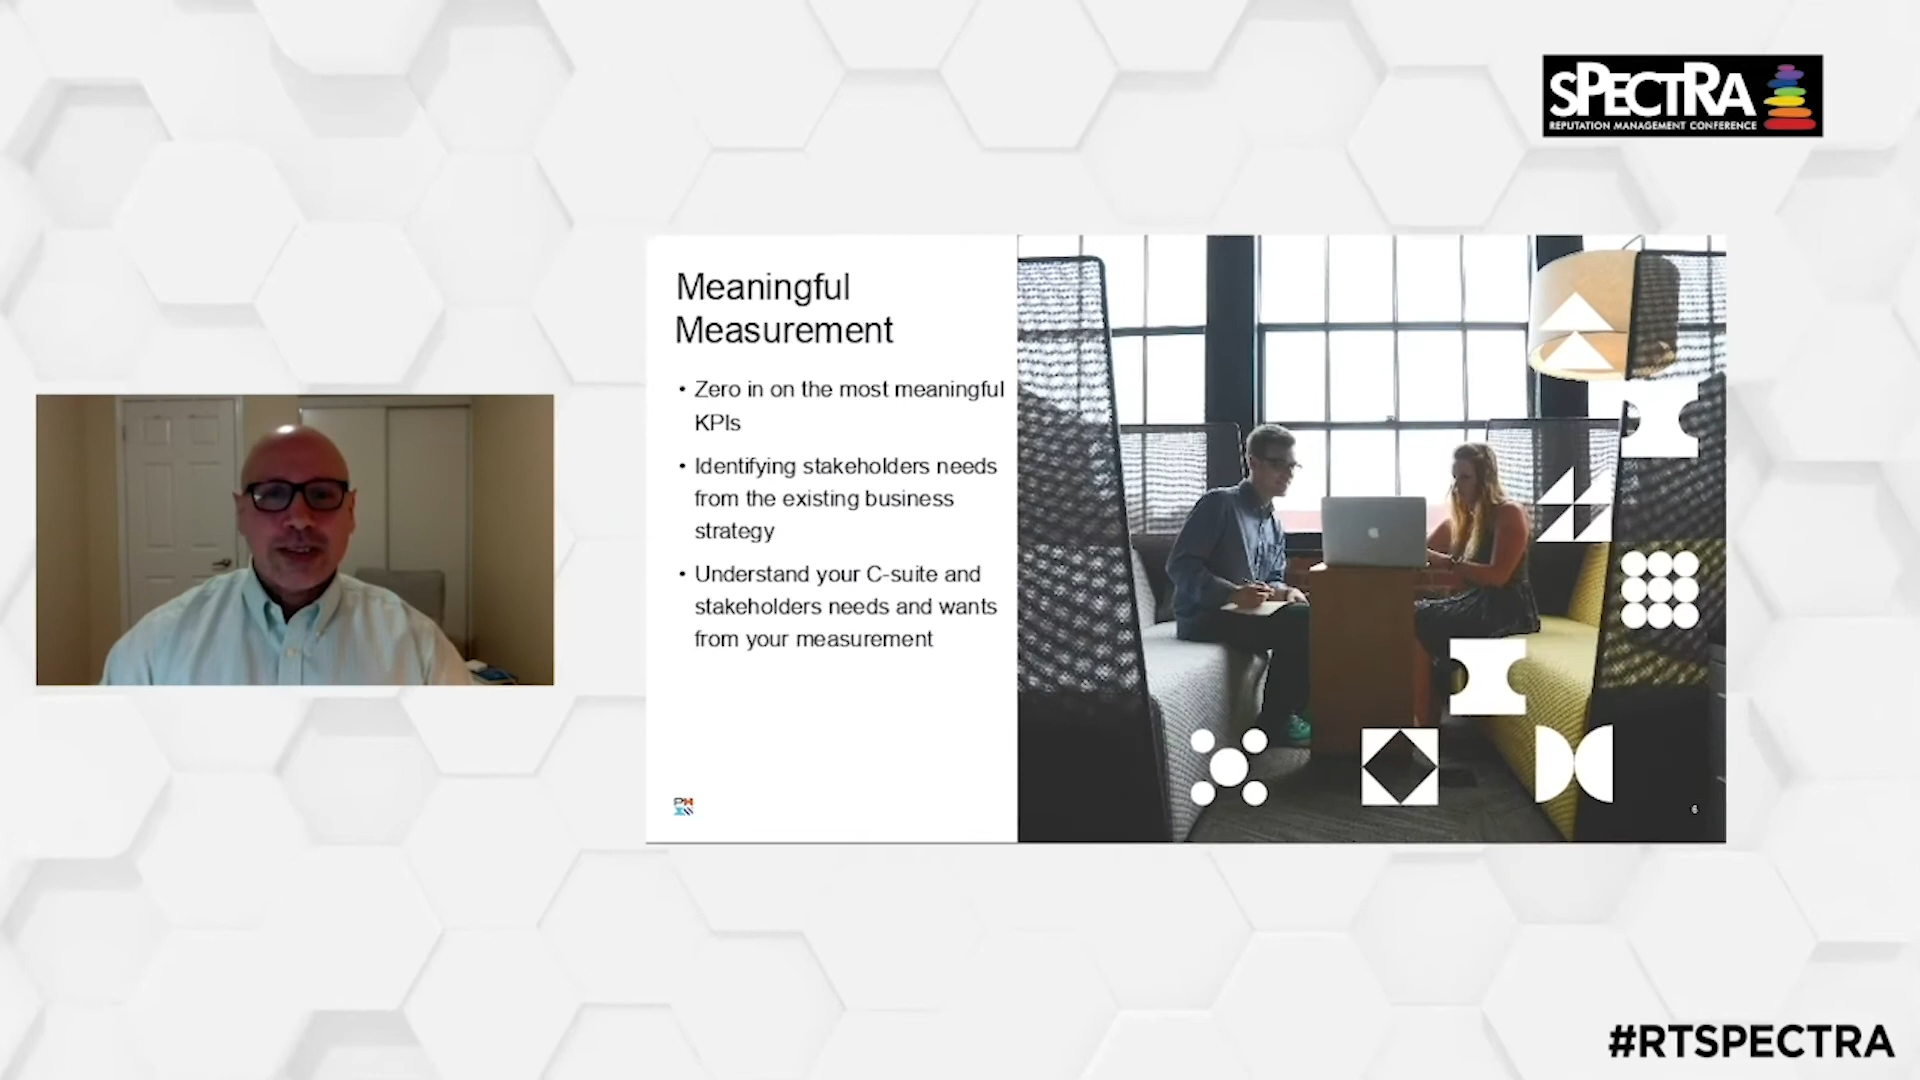 SPECTRA
REPUTATION MANAGEMENT CONFERENCE
Meaningful
Measurement
• Zero in on the most meaningful
KPIs
• Identifying stakeholders needs
from the existing business
strategy
• Understand your C-suite and
stakeholders needs and wants
from your measurement
6
#RTSPECTRA